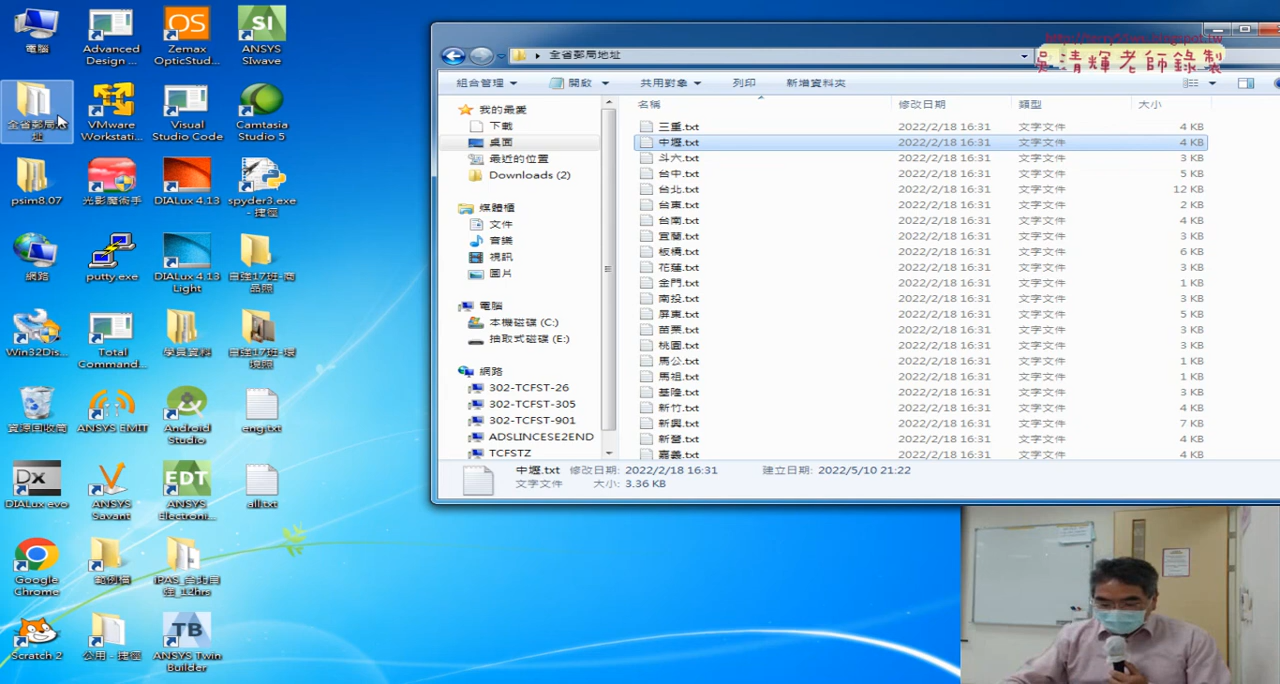 電腦
Advanced Design ...
Zemax OpticStud...
ANSYS SIwave
全省郵局地址
VMware Workstati...
Visual Studio Code
Camtasia Studio 5
psim8.07
光影魔術手
DIALux 4.13
spyder3.exe - 捷徑
網路
putty.exe
DIALux 4.13 Light
Win32Dis...
Total Command...
學員資料
資源回收筒
ANSYS EMIT
Android Studio
eng.txt
DIALux evo
ANSYS Savant
ANSYS Electroni...
all.txt
Google Chrome
範例檔
Scratch 2
公用 - 捷徑
ANSYS Twin Builder
http://terry55wu.blogspot.tw
吳清輝老師錄製
全省郵局地址
組合管理 開啟 共用對象 列印 新增資料夾
我的最愛
下載
桌面
最近的位置
Downloads (2)
媒體櫃
文件
音樂
視訊
圖片
電腦
本機磁碟 (C:)
抽取式磁碟 (E:)
網路
302-TCFST-26
302-TCFST-305
302-TCFST-901
ADSLINCESE2END
TCFSTZ
名稱 修改日期 類型 大小
三重.txt 2022/2/18 16:31 文字文件 4 KB
中壢.txt 2022/2/18 16:31 文字文件 4 KB
斗六.txt 2022/2/18 16:31 文字文件 3 KB
台中.txt 2022/2/18 16:31 文字文件 5 KB
台北.txt 2022/2/18 16:31 文字文件 12 KB
台東.txt 2022/2/18 16:31 文字文件 2 KB
台南.txt 2022/2/18 16:31 文字文件 4 KB
宜蘭.txt 2022/2/18 16:31 文字文件 3 KB
板橋.txt 2022/2/18 16:31 文字文件 6 KB
花蓮.txt 2022/2/18 16:31 文字文件 3 KB
金門.txt 2022/2/18 16:31 文字文件 1 KB
南投.txt 2022/2/18 16:31 文字文件 3 KB
屏東.txt 2022/2/18 16:31 文字文件 5 KB
苗栗.txt 2022/2/18 16:31 文字文件 3 KB
桃園.txt 2022/2/18 16:31 文字文件 3 KB
馬公.txt 2022/2/18 16:31 文字文件 1 KB
馬祖.txt 2022/2/18 16:31 文字文件 1 KB
基隆.txt 2022/2/18 16:31 文字文件 3 KB
新竹.txt 2022/2/18 16:31 文字文件 4 KB
新興.txt 2022/2/18 16:31 文字文件 7 KB
新營.txt 2022/2/18 16:31 文字文件 4 KB
嘉義.txt 2022/2/18 16:31 文字文件 4 KB
中壢.txt 修改日期: 2022/2/18 16:31 建立日期: 2022/5/10 21:22
文字文件 大小: 3.36 KB